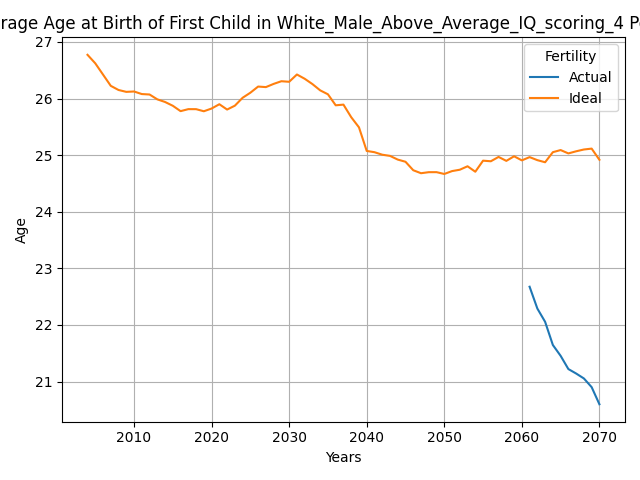 rage Age at Birth of First Child in White_Male_Above_Average_IQ_scoring_4 P
27
26
25
24
23
22
21
Age
Fertility
Actual
Ideal
2010 2020 2030 2040 2050 2060 2070
Years